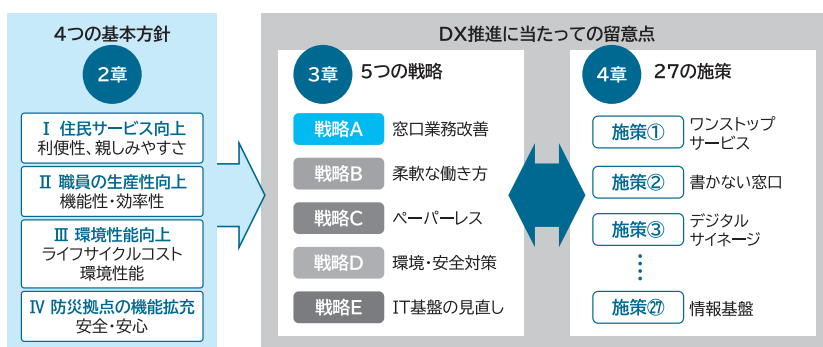 4つの基本方針
2章
Ⅰ 住民サービス向上
利便性、親しみやすさ
Ⅱ 職員の生産性向上
機能性・効率性
Ⅲ 環境性能向上
ライフサイクルコスト
環境性能
Ⅳ 防災拠点の機能拡充
安全・安心
DX推進に当たっての留意点
3章
5つの戦略
戦略A
窓口業務改善
戦略B
柔軟な働き方
戦略C
ペーパーレス
戦略D
環境・安全対策
戦略E
IT基盤の見直し
4章
27の施策
施策①
ワンストップ
サービス
施策②
書かない窓口
施策③
デジタル
サイネージ
施策㉗
情報基盤